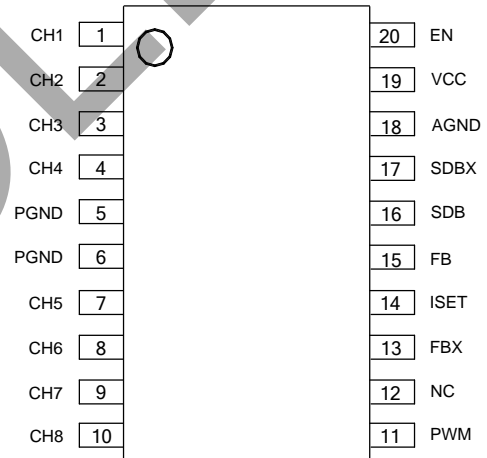 CH1 1 20 EN
CH2 2 19 VCC
CH3 3 18 AGND
CH4 4 17 SDBX
PGND 5 16 SDB
PGND 6 15 FB
CH5 7 14 ISET
CH6 8 13 FBX
CH7 9 12 NC
CH8 10 11 PWM